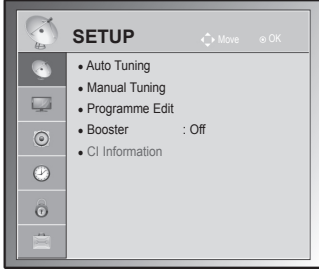 SETUP
Move
OK
• Auto Tuning
• Manual Tuning
• Programme Edit
• Booster : Off
• CI Information